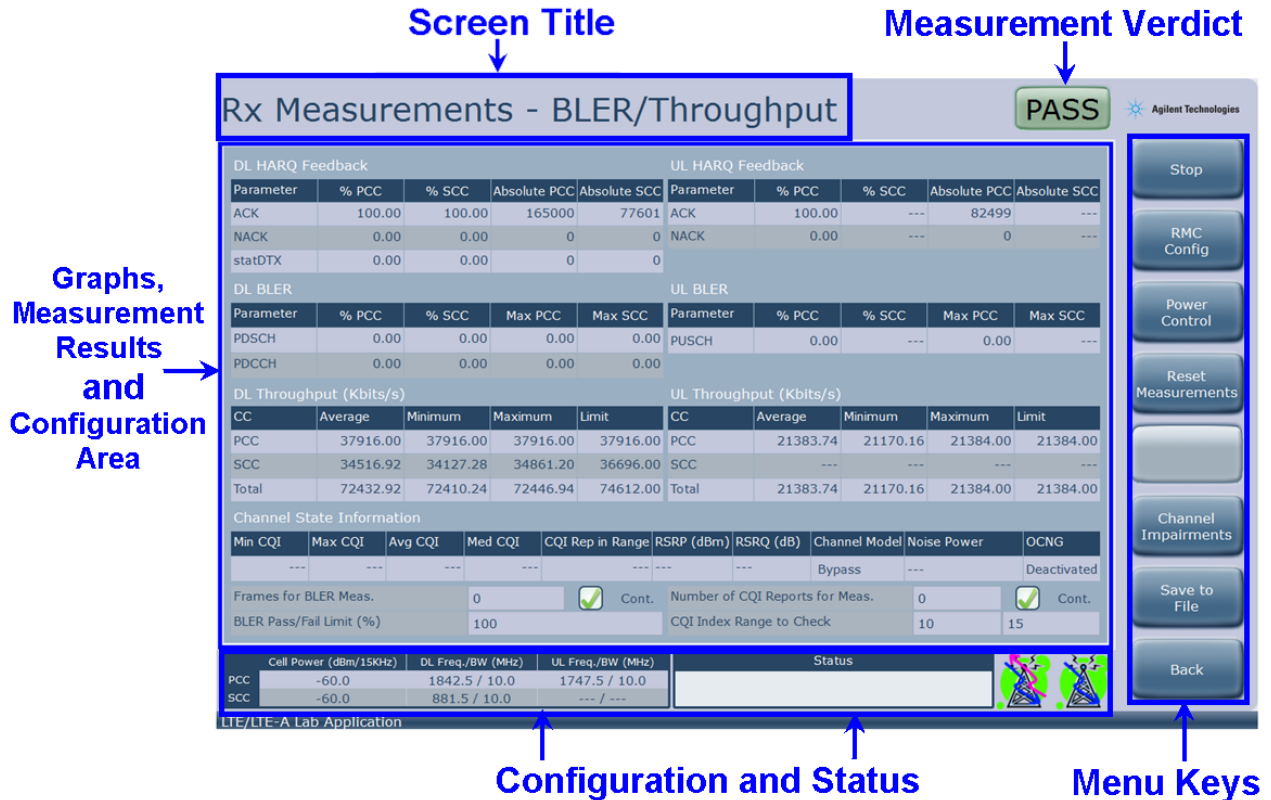 Screen Title
Measurement Verdict
Rx Measurements - BLER/Throughput
PASS
Agilent Technologies
Graphs,
Measurement
Results
and
Configuration
Area
DL HARQ Feedback
Parameter % PCC % SCC Absolute PCC Absolute SCC
ACK 100.00 100.00 165000 77601
NACK 0.00 0.00 0 0
statDTX 0.00 0.00 0 0
UL HARQ Feedback
Parameter % PCC % SCC Absolute PCC Absolute SCC
ACK 100.00 --- 82499 ---
NACK 0.00 --- 0 ---
DL BLER
Parameter % PCC % SCC Max PCC Max SCC
PDSCH 0.00 0.00 0.00 0.00
PDCCH 0.00 0.00 0.00 0.00
UL BLER
Parameter % PCC % SCC Max PCC Max SCC
PUSCH 0.00 --- 0.00 ---
DL Throughput (Kbits/s)
CC Average Minimum Maximum Limit
PCC 37916.00 37916.00 37916.00 37916.00
SCC 34516.92 34127.28 34861.20 36696.00
Total 72432.92 72410.24 72446.94 74612.00
UL Throughput (Kbits/s)
CC Average Minimum Maximum Limit
PCC 21383.74 21170.16 21384.00 21384.00
SCC --- --- --- ---
Total 21383.74 21170.16 21384.00 21384.00
Channel State Information
Min CQI Max CQI Avg CQI Med CQI CQI Rep in Range RSRP (dBm) RSRQ (dB) Channel Model Noise Power OCNG
--- --- --- --- --- --- --- Bypass --- Deactivated
Frames for BLER Meas. 0 Cont.
Number of CQI Reports for Meas. 0 Cont.
BLER Pass/Fail Limit (%) 100
CQI Index Range to Check 10 15
Cell Power (dBm/15KHz) DL Freq./BW (MHz) UL Freq./BW (MHz)
PCC -60.0 1842.5 / 10.0 1747.5 / 10.0
SCC -60.0 881.5 / 10.0 --- / ---
Status
LTE/LTE-A Lab Application
Stop
RMC
Config
Power
Control
Reset
Measurements
Channel
Impairments
Save to
File
Back
Configuration and Status
Menu Keys